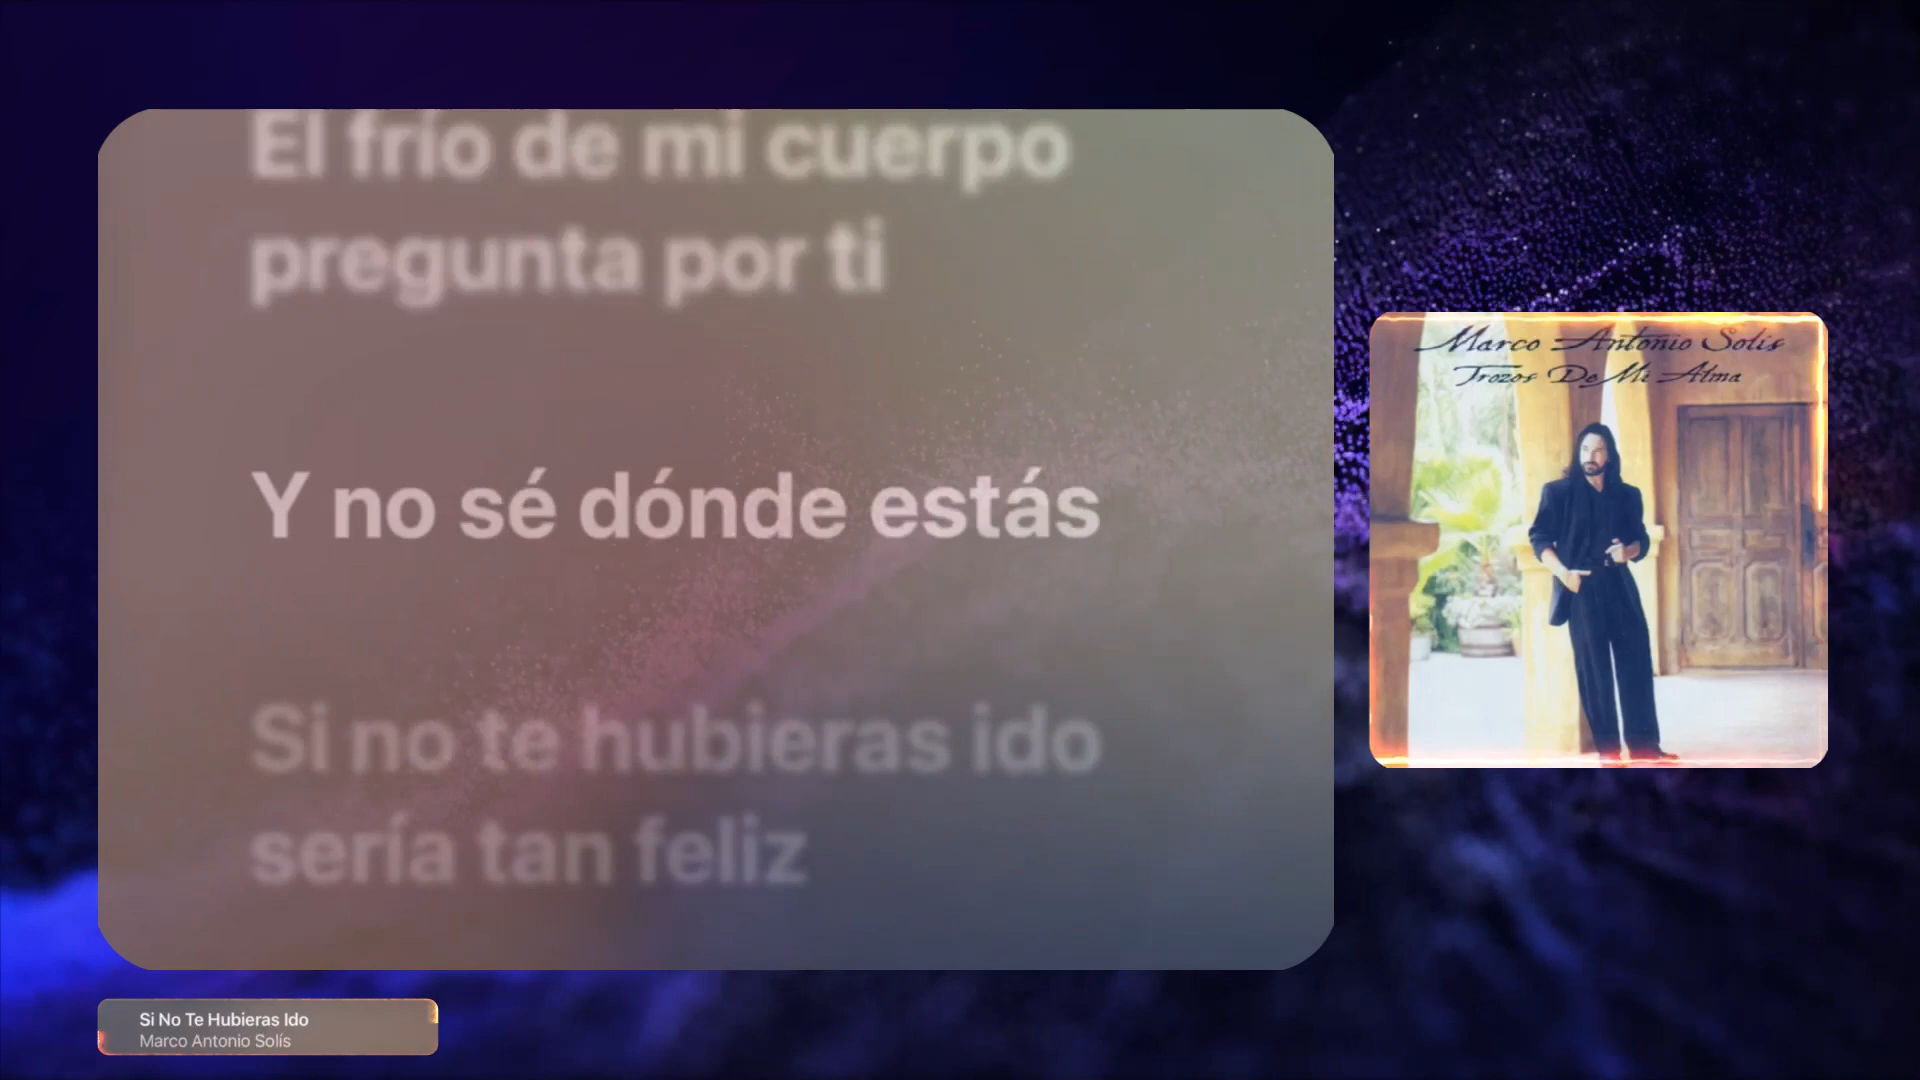 El frío de mi cuerpo
pregunta por ti
Y no sé dónde estás
Si no te hubieras ido
sería tan feliz
Marco Antonio Solís
Trozos De Mi Alma
Si No Te Hubieras Ido
Marco Antonio Solís